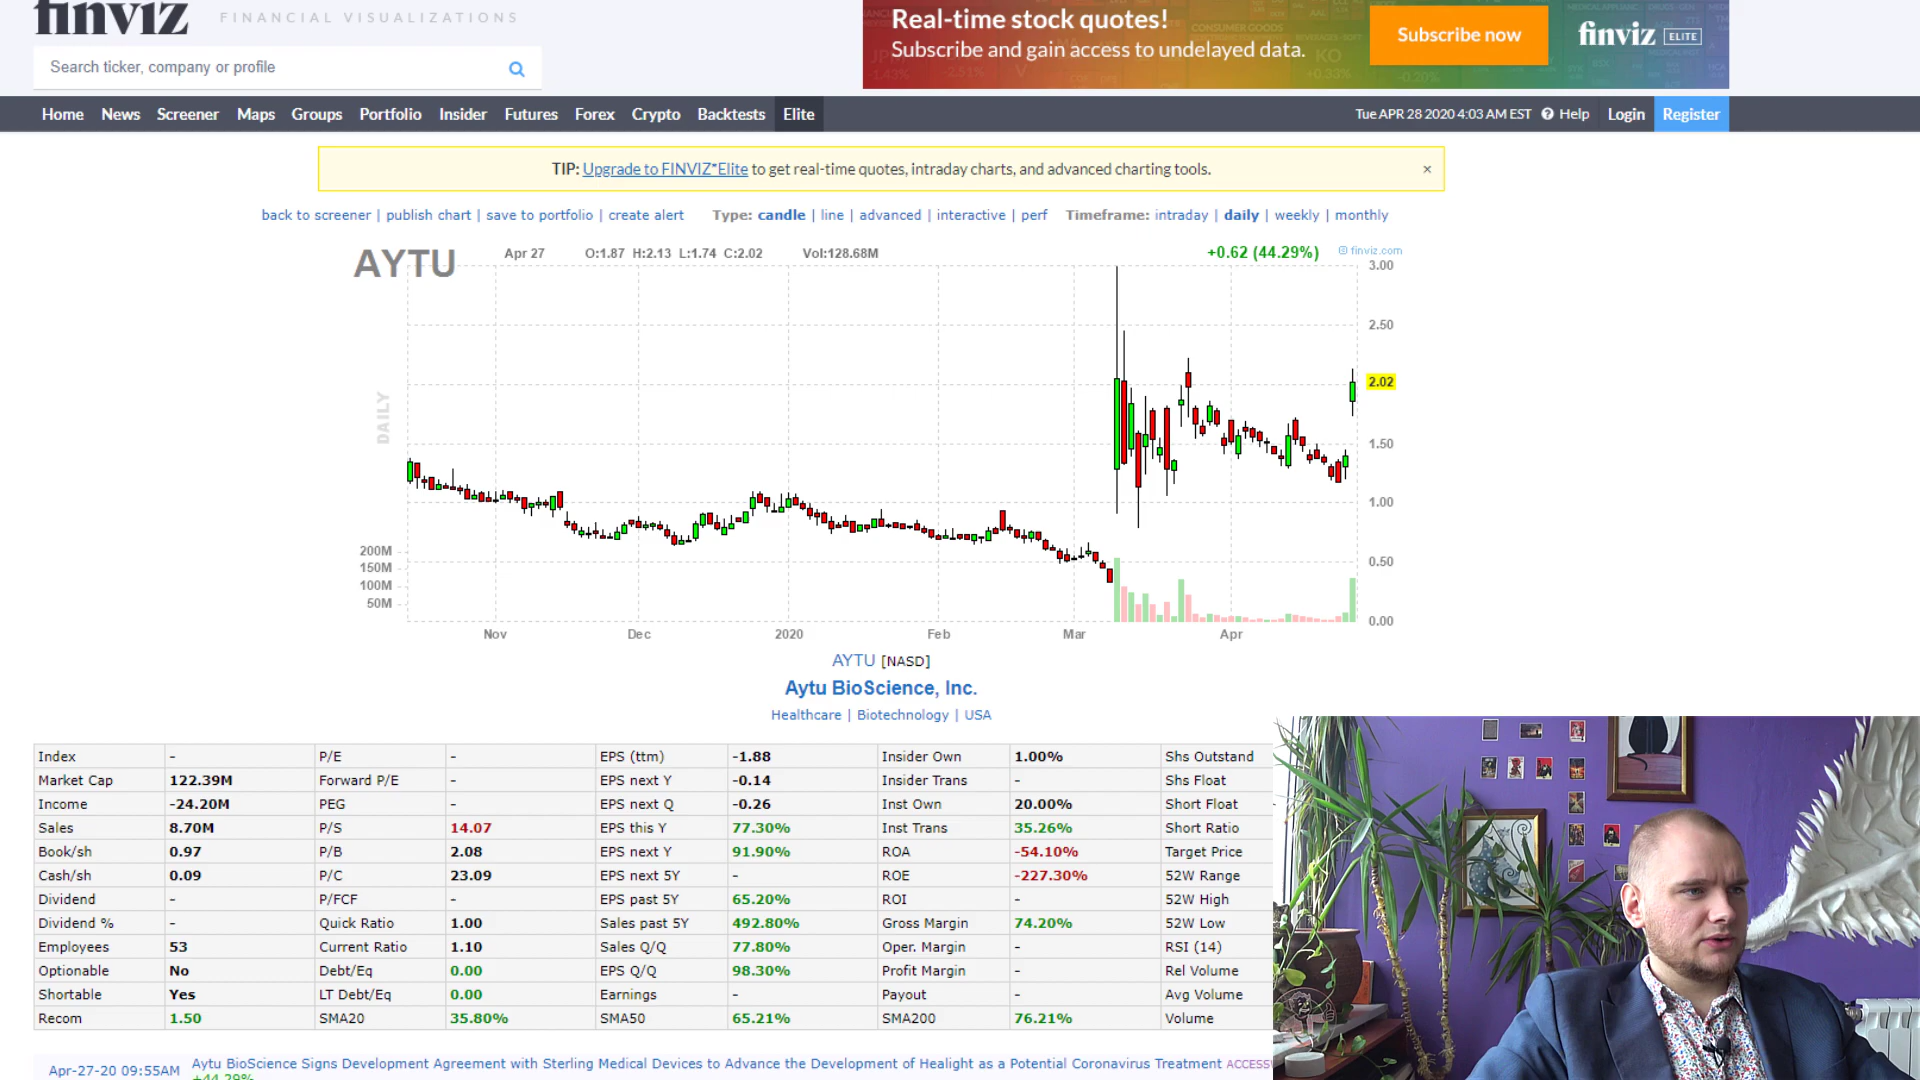 finviz FINANCIAL VISUALIZATIONS
Real-time stock quotes!
Subscribe and gain access to undelayed data.
Subscribe now
finviz ELITE
Search ticker, company or profile
Home News Screener Maps Groups Portfolio Insider Futures Forex Crypto Backtests Elite
Tue APR 28 2020 4:03 AM EST Help Login Register
TIP: Upgrade to FINVIZ*Elite to get real-time quotes, intraday charts, and advanced charting tools. ×
back to screener | publish chart | save to portfolio | create alert Type: candle | line | advanced | interactive | perf Timeframe: intraday | daily | weekly | monthly
AYTU Apr 27 O:1.87 H:2.13 L:1.74 C:2.02 Vol:128.68M +0.62 (44.29%) © finviz.com
3.00
2.50
2.02
DAILY
1.50
1.00
200M
0.50
150M
100M
50M
0.00
Nov Dec 2020 Feb Mar Apr
AYTU [NASD]
Aytu BioScience, Inc.
Healthcare | Biotechnology | USA
Index - P/E - EPS (ttm) -1.88 Insider Own 1.00% Shs Outstand
Market Cap 122.39M Forward P/E - EPS next Y -0.14 Insider Trans - Shs Float
Income -24.20M PEG - EPS next Q -0.26 Inst Own 20.00% Short Float
Sales 8.70M P/S 14.07 EPS this Y 77.30% Inst Trans 35.26% Short Ratio
Book/sh 0.97 P/B 2.08 EPS next Y 91.90% ROA -54.10% Target Price
Cash/sh 0.09 P/C 23.09 EPS next 5Y - ROE -227.30% 52W Range
Dividend - P/FCF - EPS past 5Y 65.20% ROI - 52W High
Dividend % - Quick Ratio 1.00 Sales past 5Y 492.80% Gross Margin 74.20% 52W Low
Employees 53 Current Ratio 1.10 Sales Q/Q 77.80% Oper. Margin - RSI (14)
Optionable No Debt/Eq 0.00 EPS Q/Q 98.30% Profit Margin - Rel Volume
Shortable Yes LT Debt/Eq 0.00 Earnings - Payout - Avg Volume
Recom 1.50 SMA20 35.80% SMA50 65.21% SMA200 76.21% Volume
Apr-27-20 09:55AM Aytu BioScience Signs Development Agreement with Sterling Medical Devices to Advance the Development of Healight as a Potential Coronavirus Treatment
+44.29%